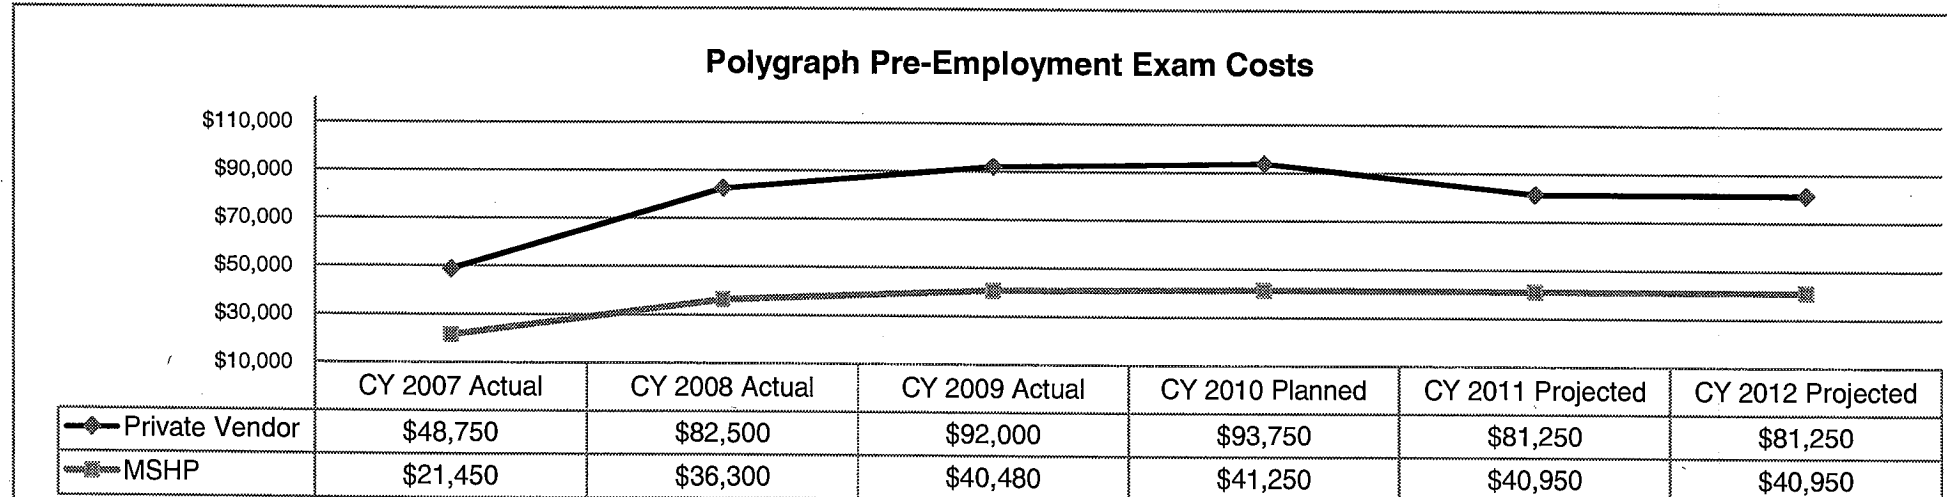 Polygraph Pre-Employment Exam Costs
$110,000
$90,000
$70,000
$50,000
$30,000
$10,000
CY 2007 Actual CY 2008 Actual CY 2009 Actual CY 2010 Planned CY 2011 Projected CY 2012 Projected
Private Vendor $48,750 $82,500 $92,000 $93,750 $81,250 $81,250
MSHP $21,450 $36,300 $40,480 $41,250 $40,950 $40,950